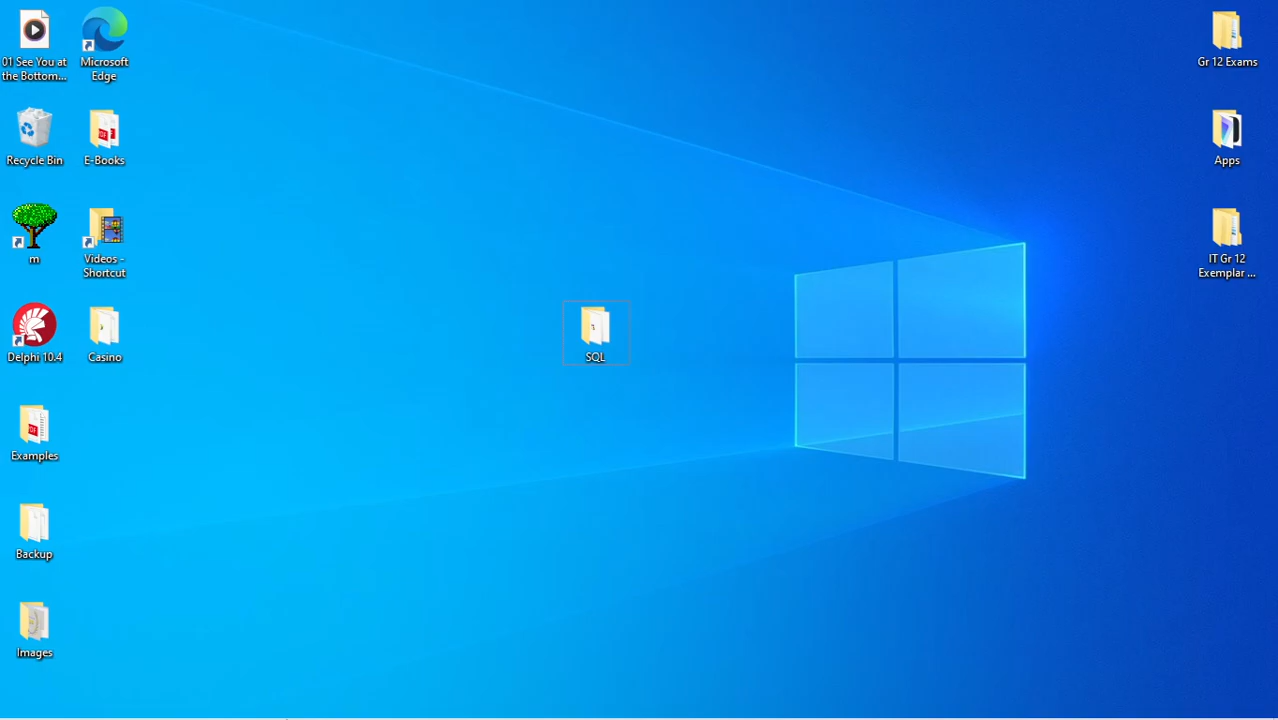 01 See You at
the Bottom...
Microsoft
Edge
Recycle Bin
E-Books
m
Videos -
Shortcut
Delphi 10.4
Casino
Examples
Backup
Images
SQL
Gr 12 Exams
Apps
IT Gr 12
Exemplar ...